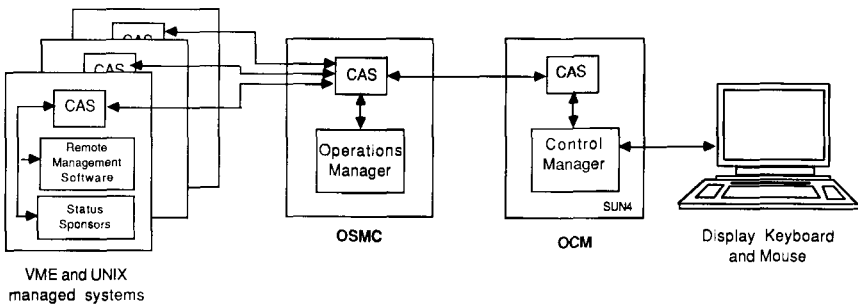 CAS
CAS
CAS
Remote
Management
Software
Status
Sponsors
VME and UNIX
managed systems
CAS
Operations
Manager
OSMC
CAS
Control
Manager
SUN4
OCM
Display Keyboard
and Mouse